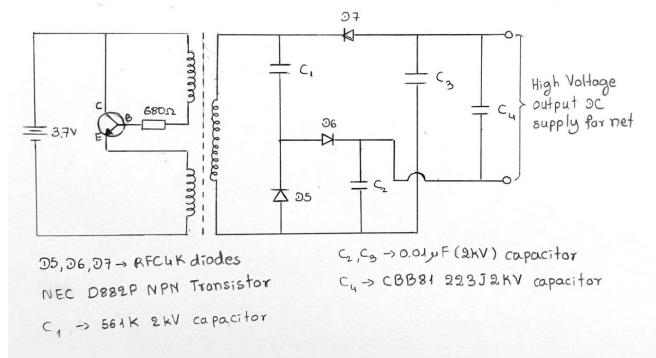 D7
C1
C
B
680Ω
E
3.7V
C3
C4
High Voltage
output DC
supply for net
D6
C2
D5
D5, D6, D7 → RFC4K diodes
NEC D882P NPN Transistor
C1 → 561K 2kV capacitor
C2, C3 → 0.01μF (2kV) capacitor
C4 → CBB81 223J2KV capacitor